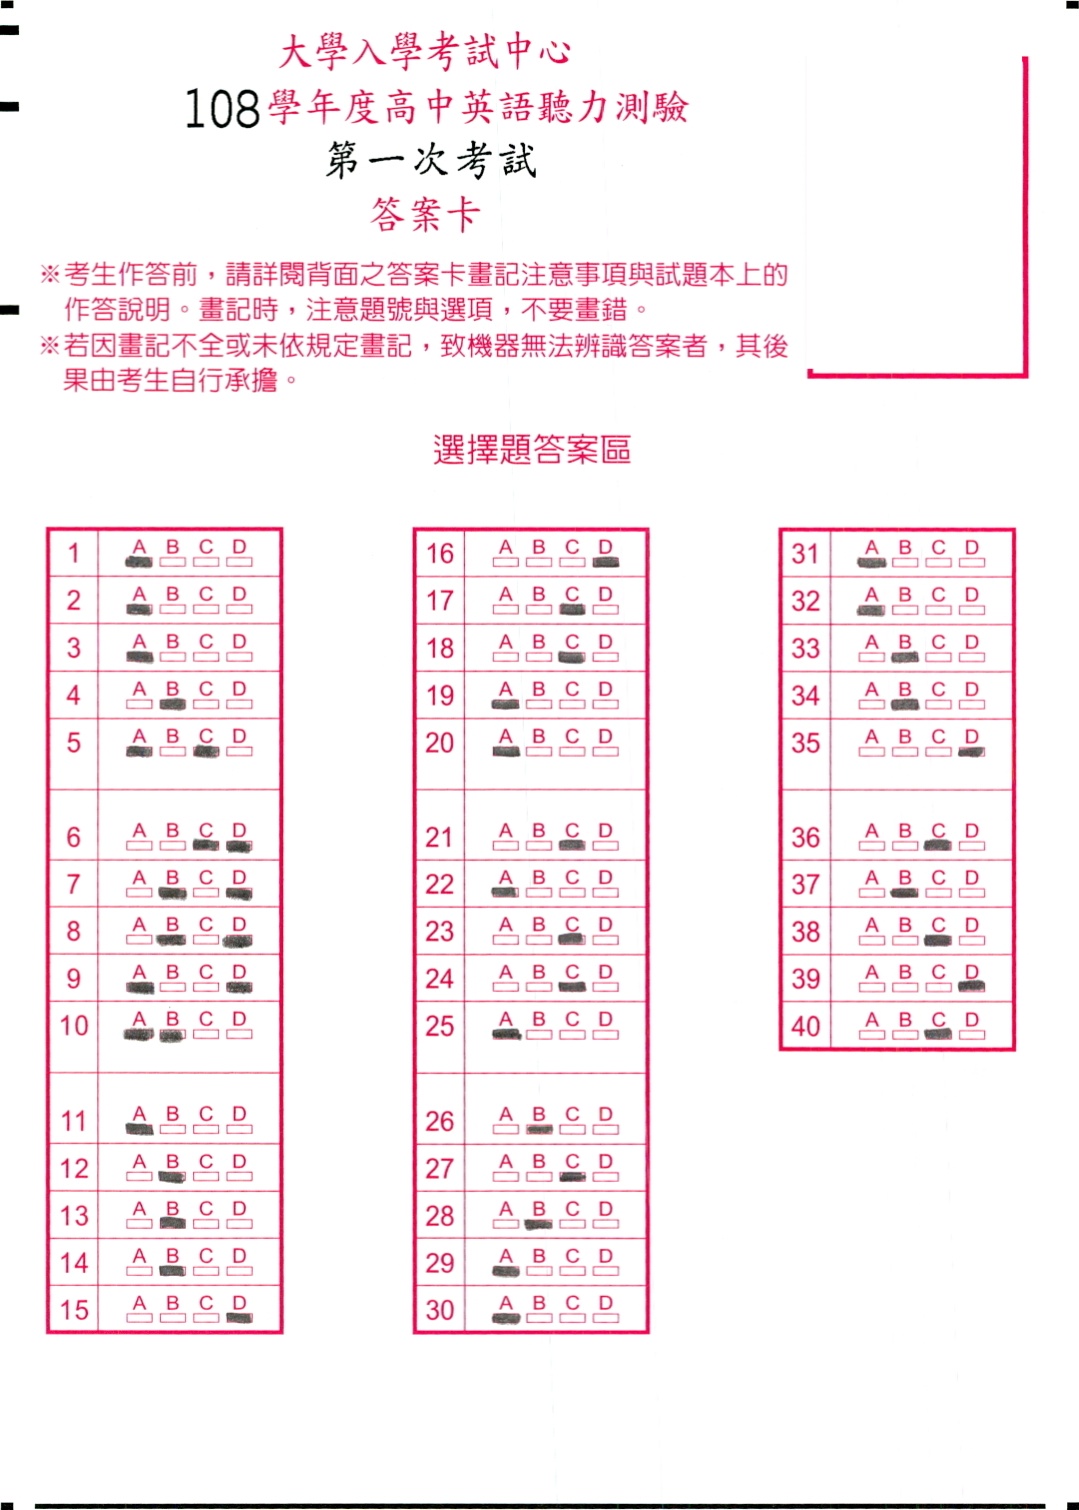 大學入學考試中心
108學年度高中英語聽力測驗
第一次考試
答案卡
※考生作答前，請詳閱背面之答案卡畫記注意事項與試題本上的
作答說明。畫記時，注意題號與選項，不要畫錯。
※若因畫記不全或未依規定畫記，致機器無法辨識答案者，其後
果由考生自行承擔。
選擇題答案區
1 A B C D
2 A B C D
3 A B C D
4 A B C D
5 A B C D
6 A B C D
7 A B C D
8 A B C D
9 A B C D
10 A B C D
11 A B C D
12 A B C D
13 A B C D
14 A B C D
15 A B C D
16 A B C D
17 A B C D
18 A B C D
19 A B C D
20 A B C D
21 A B C D
22 A B C D
23 A B C D
24 A B C D
25 A B C D
26 A B C D
27 A B C D
28 A B C D
29 A B C D
30 A B C D
31 A B C D
32 A B C D
33 A B C D
34 A B C D
35 A B C D
36 A B C D
37 A B C D
38 A B C D
39 A B C D
40 A B C D